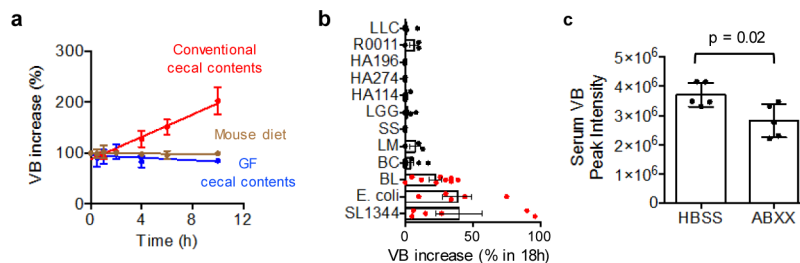 a
300
200
100
0
VB increase (%)
0
4
8
12
Time (h)
Conventional
cecal contents
Mouse diet
GF
cecal contents
b
LLC
R0011
HA196
HA274
HA114
LGG
SS
LM
BC
BL
E. coli
SL1344
0
50
100
VB increase (% in 18h)
c
p = 0.02
5×10⁶
4×10⁶
3×10⁶
2×10⁶
1×10⁶
0
Serum VB
Peak Intensity
HBSS
ABXX